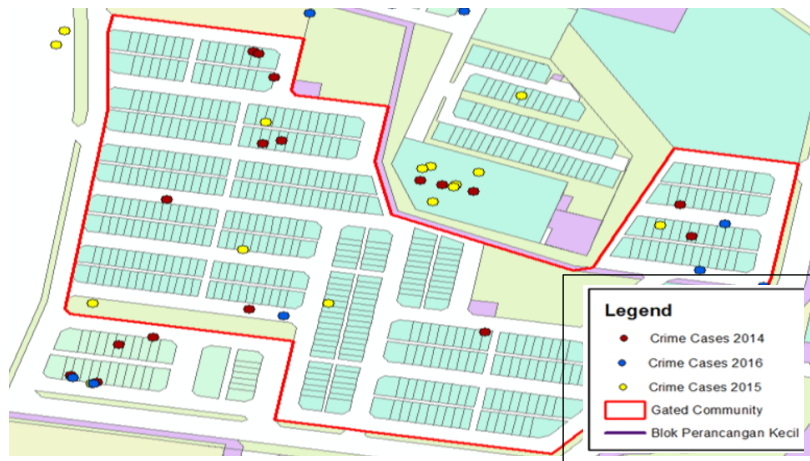 Legend
Crime Cases 2014
Crime Cases 2016
Crime Cases 2015
Gated Community
Blok Perancangan Kecil